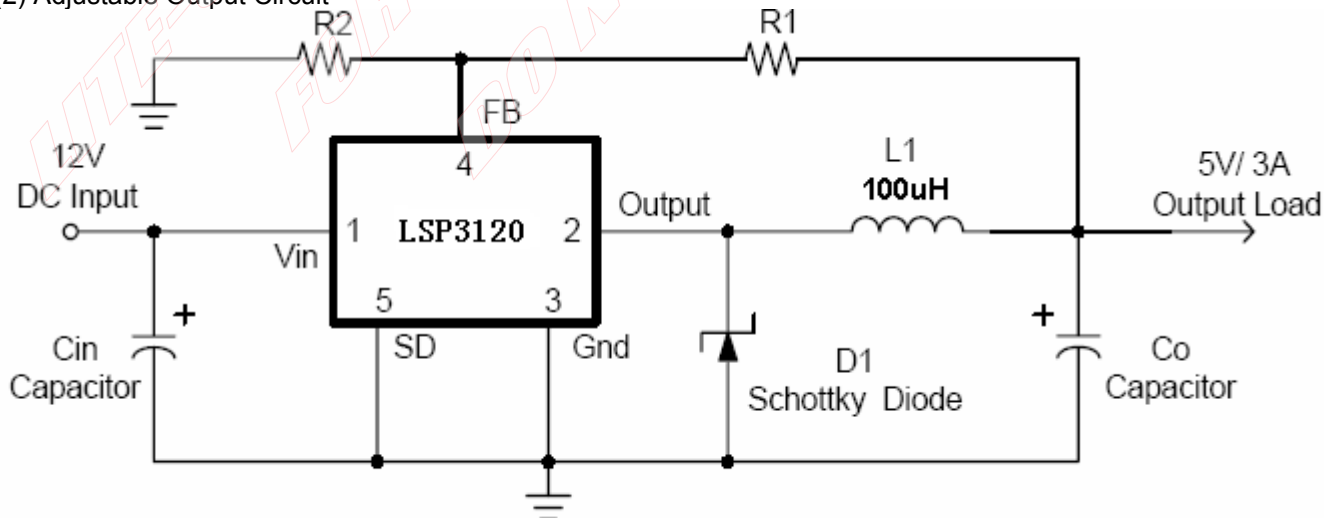 (2) Adjustable Output Circuit
R2
R1
FB
4
12V
DC Input
Vin
1 LSP3120 2
Output
L1
100uH
5V/ 3A
Output Load
5
3
SD
Gnd
+
Cin
Capacitor
D1
Schottky Diode
+
Co
Capacitor